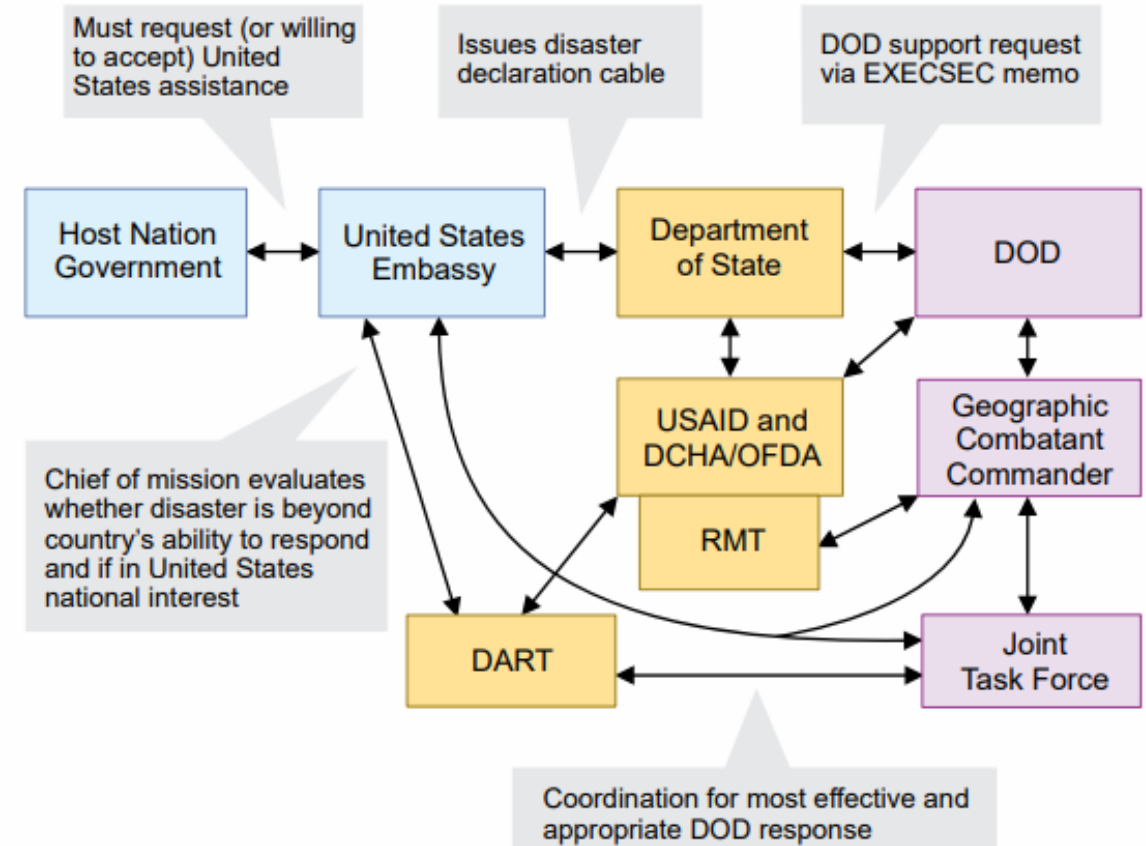 Must request (or willing
to accept) United
States assistance
Issues disaster
declaration cable
DOD support request
via EXECSEC memo
Host Nation
Government
United States
Embassy
Department
of State
DOD
USAID and
DCHA/OFDA
RMT
Geographic
Combatant
Commander
Chief of mission evaluates
whether disaster is beyond
country's ability to respond
and if in United States
national interest
DART
Joint
Task Force
Coordination for most effective and
appropriate DOD response